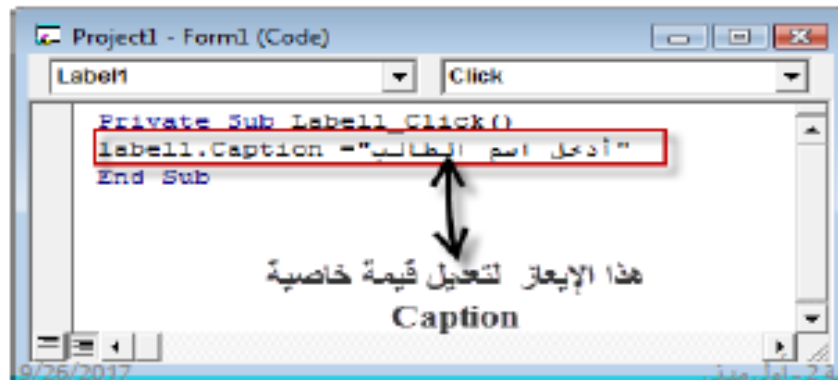 Project1 - Form1 (Code)
Label1 Click
Private Sub Label1_Click()
label1.Caption ="أدخل اسم الطالب"
End Sub
هذا الإيعاز لتعديل قيمة خاصية
Caption
9/26/2017